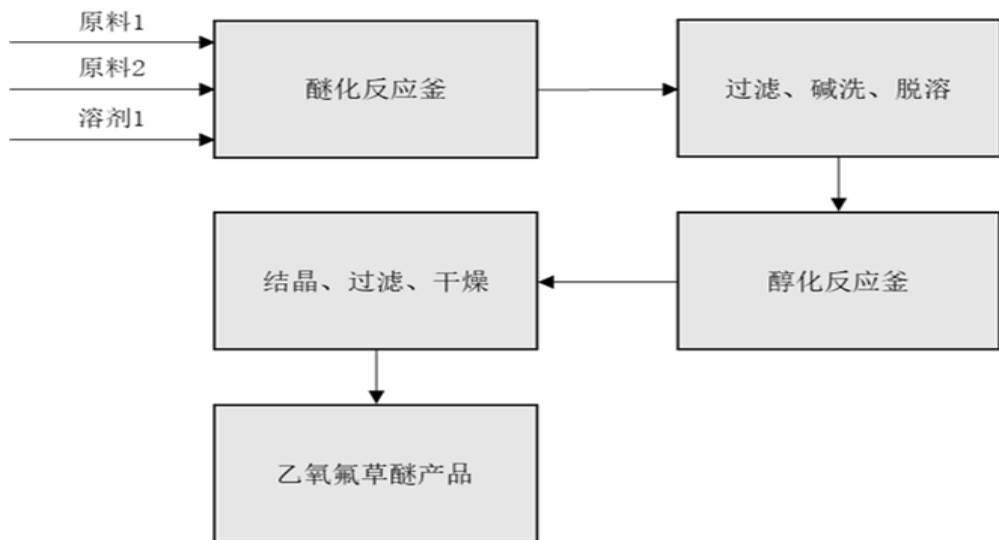 原料1
原料2
溶剂1
醚化反应釜
过滤、碱洗、脱溶
醇化反应釜
结晶、过滤、干燥
乙氧氟草醚产品